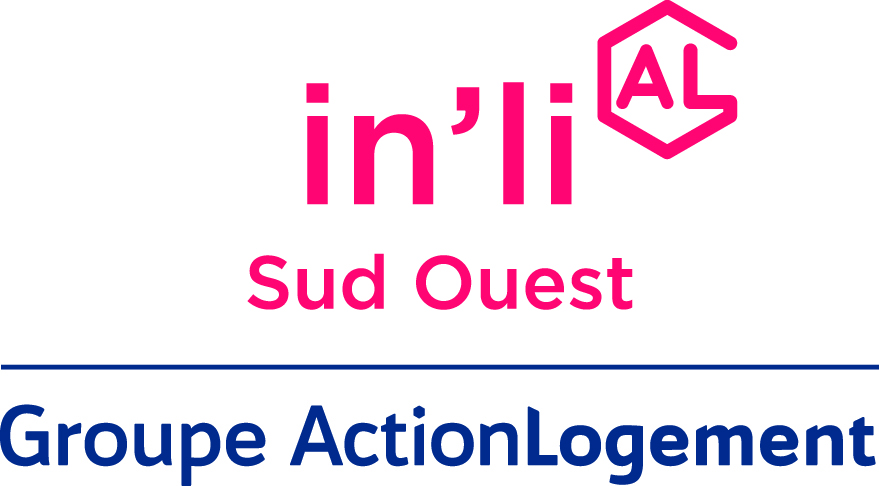 AL
in’li
Sud Ouest
Groupe ActionLogement